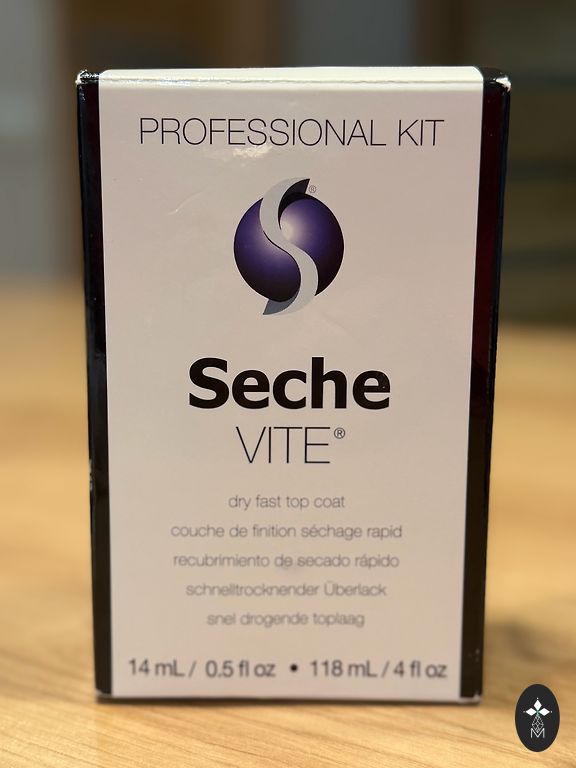 PROFESSIONAL KIT
®
Seche
VITE®
dry fast top coat
couche de finition séchage rapid
recubrimiento de secado rápido
schnelltrocknender Überlack
snel drogende toplaag
14 mL / 0.5 fl oz • 118 mL / 4 fl oz
M